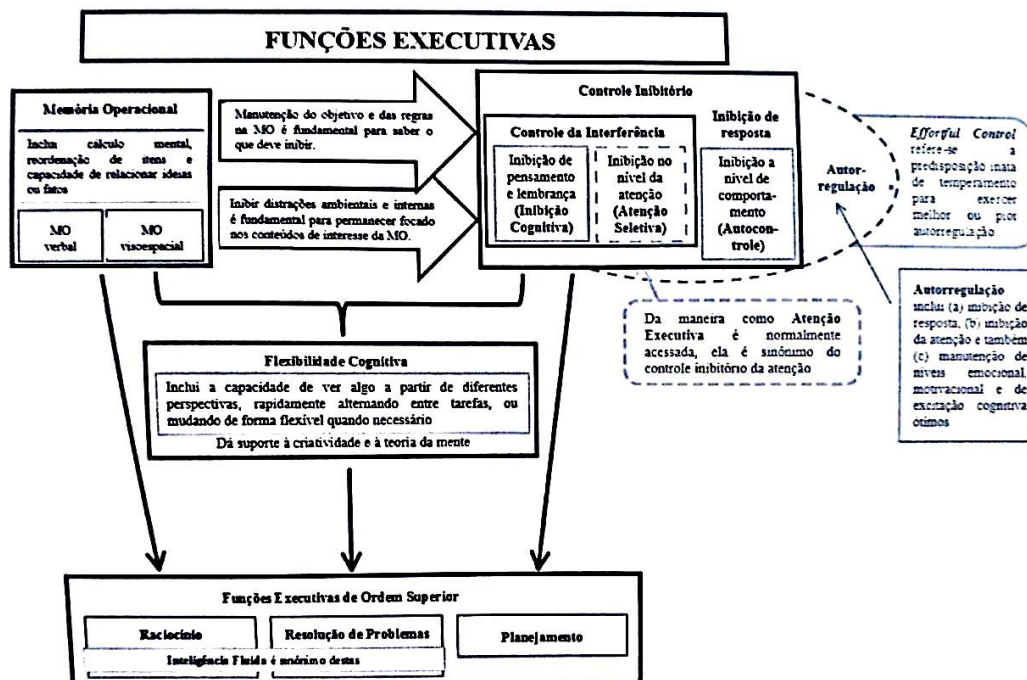 FUNÇÕES EXECUTIVAS
Memória Operacional
Inclui cálculo mental,
reordenação de itens e
capacidade de relacionar ideias
ou fatos
MO
verbal
MO
visoespacial
Manutenção do objetivo e das regras
na MO é fundamental para saber o
que deve inibir.
Inibir distrações ambientais e internas
é fundamental para permanecer focado
nos conteúdos de interesse da MO.
Controle Inibitório
Controle da Interferência
Inibição de
pensamento
e lembrança
(Inibição
Cognitiva)
Inibição no
nível da
atenção
(Atenção
Seletiva)
Inibição de
resposta
Inibição a
nível de
comporta-
mento
(Autocon-
trole)
Autor-
regulação
Effortful Control
refere-se a
predisposição inata
de temperamento
para exercer
melhor ou pior
autorregulação
Autorregulação
inclui (a) inibição de
resposta, (b) inibição
da atenção e também
(c) manutenção de
níveis emocional,
motivacional e de
excitação cognitiva
ótimos
Da maneira como Atenção
Executiva é normalmente
acessada, ela é sinônimo do
controle inibitório da atenção
Flexibilidade Cognitiva
Inclui a capacidade de ver algo a partir de diferentes
perspectivas, rapidamente alternando entre tarefas, ou
mudando de forma flexível quando necessário
Dá suporte à criatividade e à teoria da mente
Funções Executivas de Ordem Superior
Raciocínio
Resolução de Problemas
Planejamento
Inteligência Fluida é sinônimo destas